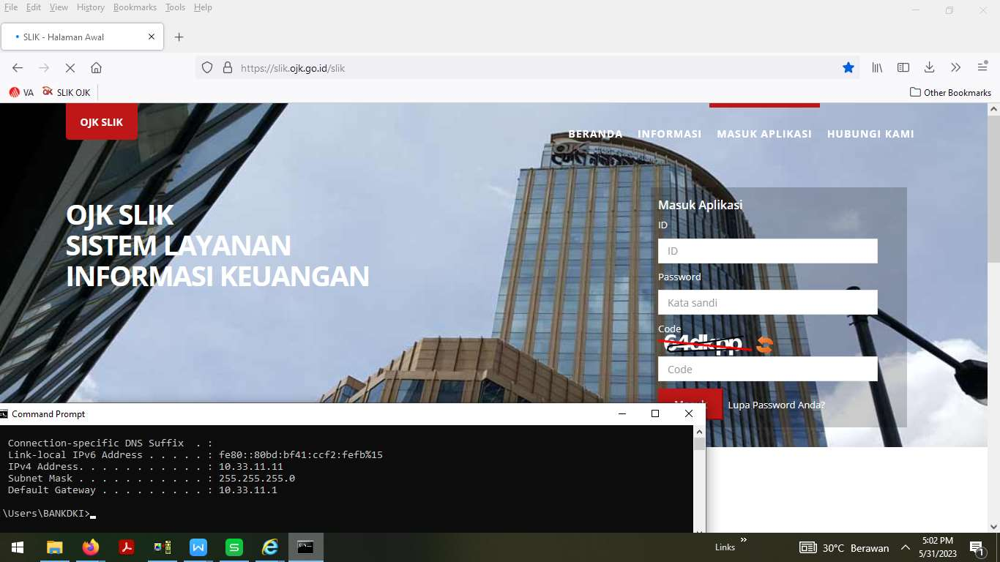 File Edit View History Bookmarks Tools Help
SLIK - Halaman Awal
https://slik.ojk.go.id/slik
VA SLIK OJK Other Bookmarks
OJK SLIK
BERANDA INFORMASI MASUK APLIKASI HUBUNGI KAMI
OJK
OJK SLIK
SISTEM LAYANAN
INFORMASI KEUANGAN
Masuk Aplikasi
ID
ID
Password
Kata sandi
Code
Code
Lupa Password Anda?
Command Prompt
Connection-specific DNS Suffix . :
Link-local IPv6 Address . . . . . : fe80::80bd:bf41:ccf2:fefb%15
IPv4 Address. . . . . . . . . . . : 10.33.11.11
Subnet Mask . . . . . . . . . . . : 255.255.255.0
Default Gateway . . . . . . . . . : 10.33.11.1
\Users\BANKDKI>
Links
30°C Berawan
5:02 PM
5/31/2023
1